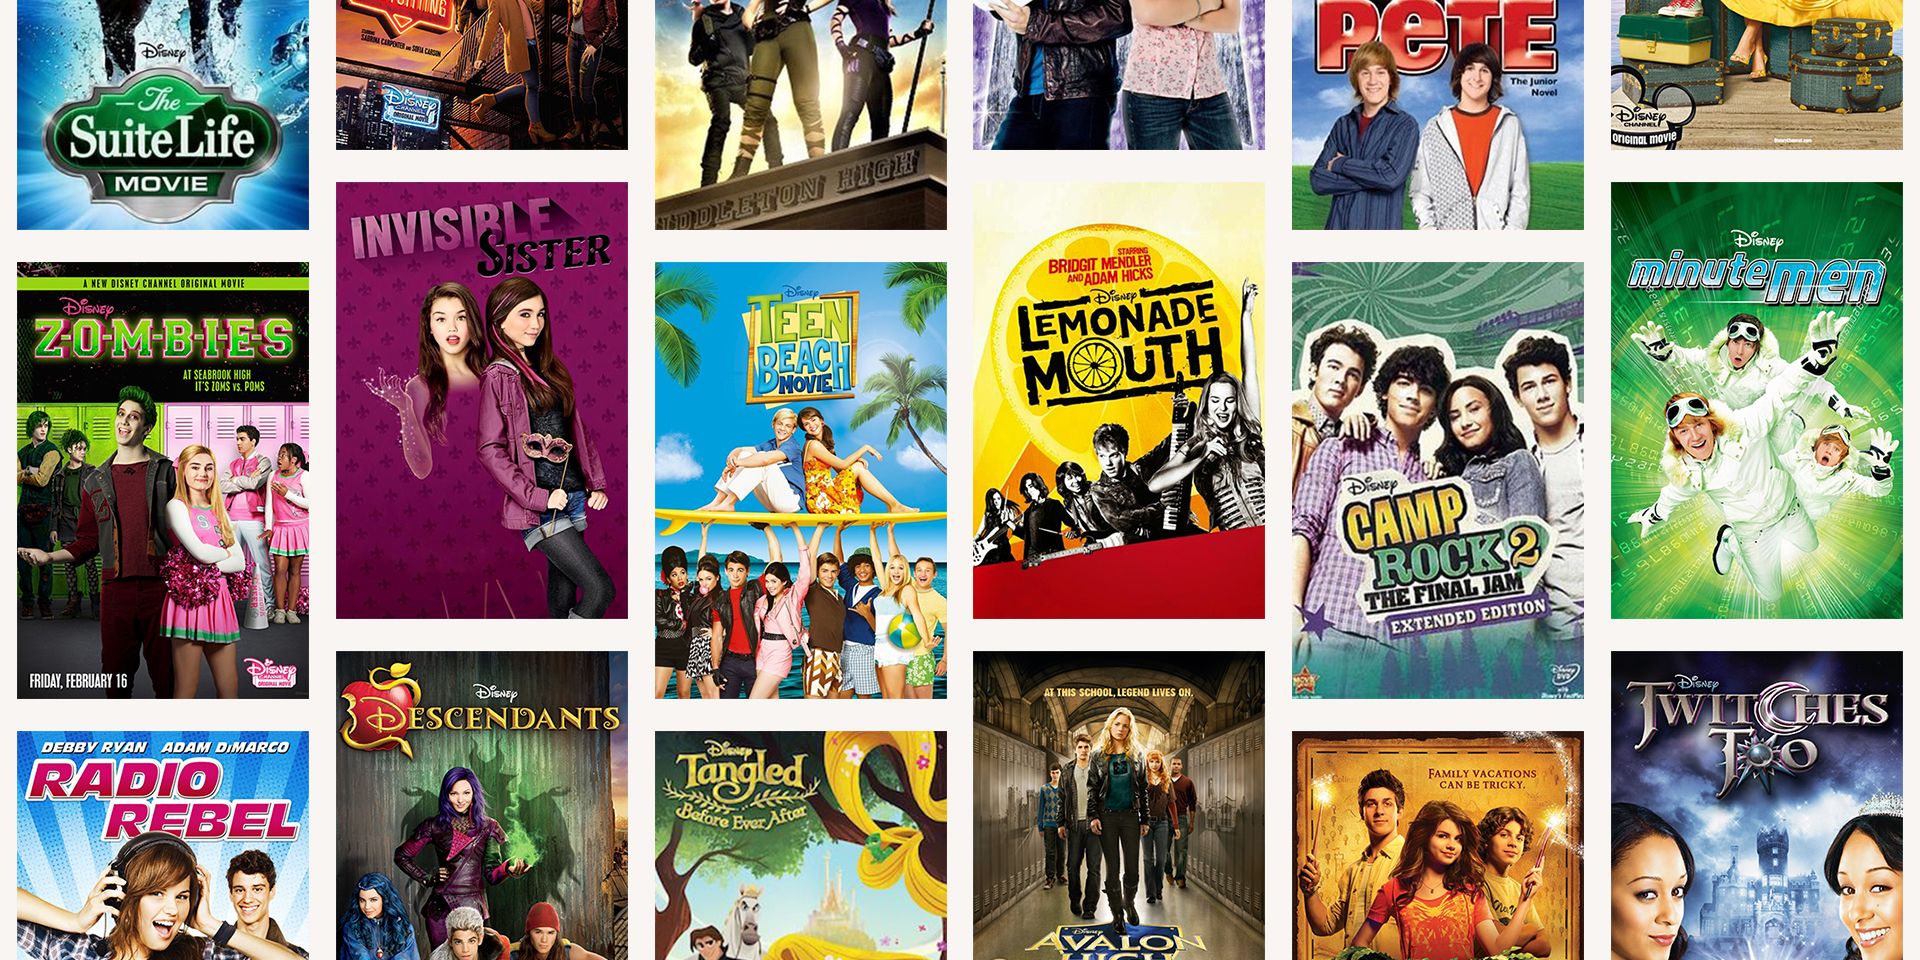 Disney
The
Suite Life
MOVIE
A NEW DISNEY CHANNEL ORIGINAL MOVIE
Disney
Z-O-M-B-I-E-S
AT SEABROOK HIGH
IT'S ZOMS vs. POMS
FRIDAY, FEBRUARY 16
Disney
CHANNEL
ORIGINAL MOVIE
DEBBY RYAN ADAM DiMARCO
RADIO
REBEL
STARRING
SABRINA CARPENTER AND SOFIA CARSON
Disney
CHANNEL
ORIGINAL MOVIE
INVISIBLE
SISTER
Disney
DESCENDANTS
DDLETON HIGH
Disney
TEEN
BEACH
MOVIE
Disney
Tangled
Before Ever After
STARRING
BRIDGIT MENDLER
AND ADAM HICKS
Disney
LEMONADE
MOUTH
AT THIS SCHOOL, LEGEND LIVES ON.
Disney
AVALON
HIGH
PETE
The Junior
Novel
Disney
CAMP
ROCK 2
THE FINAL JAM
EXTENDED EDITION
Disney
DVD
FAMILY VACATIONS
CAN BE TRICKY.
Disney
CHANNEL
ORIGINAL MOVIE
Disney
minutemen
Disney
TWITCHES
TOO